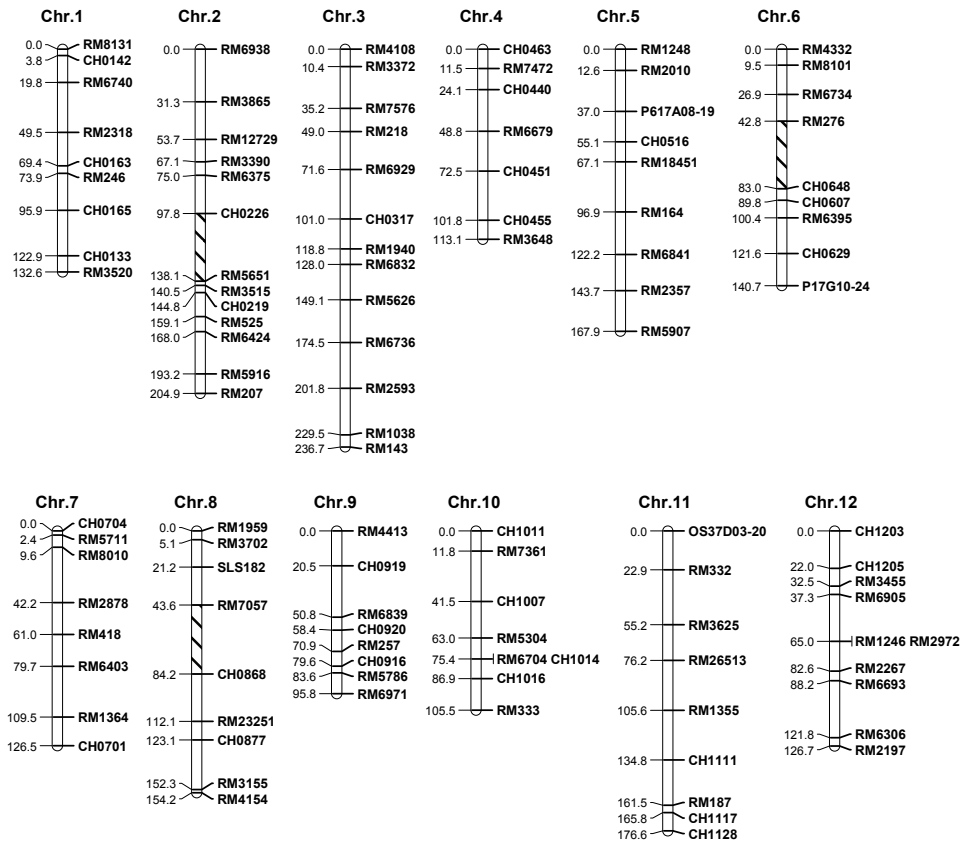 Chr.1
0.0 RM8131
3.8 CH0142
19.8 RM6740
49.5 RM2318
69.4 CH0163
73.9 RM246
95.9 CH0165
122.9 CH0133
132.6 RM3520
Chr.2
0.0 RM6938
31.3 RM3865
53.7 RM12729
67.1 RM3390
75.0 RM6375
97.8 CH0226
138.1 RM5651
140.5 RM3515
144.8 CH0219
159.1 RM525
168.0 RM6424
193.2 RM5916
204.9 RM207
Chr.3
0.0 RM4108
10.4 RM3372
35.2 RM7576
49.0 RM218
71.6 RM6929
101.0 CH0317
118.8 RM1940
128.0 RM6832
149.1 RM5626
174.5 RM6736
201.8 RM2593
229.5 RM1038
236.7 RM143
Chr.4
0.0 CH0463
11.5 RM7472
24.1 CH0440
48.8 RM6679
72.5 CH0451
101.8 CH0455
113.1 RM3648
Chr.5
0.0 RM1248
12.6 RM2010
37.0 P617A08-19
55.1 CH0516
67.1 RM18451
96.9 RM164
122.2 RM6841
143.7 RM2357
167.9 RM5907
Chr.6
0.0 RM4332
9.5 RM8101
26.9 RM6734
42.8 RM276
83.0 CH0648
89.8 CH0607
100.4 RM6395
121.6 CH0629
140.7 P17G10-24
Chr.7
0.0 CH0704
2.4 RM5711
9.6 RM8010
42.2 RM2878
61.0 RM418
79.7 RM6403
109.5 RM1364
126.5 CH0701
Chr.8
0.0 RM1959
5.1 RM3702
21.2 SLS182
43.6 RM7057
84.2 CH0868
112.1 RM23251
123.1 CH0877
152.3 RM3155
154.2 RM4154
Chr.9
0.0 RM4413
20.5 CH0919
50.8 RM6839
58.4 CH0920
70.9 RM257
79.6 CH0916
83.6 RM5786
95.8 RM6971
Chr.10
0.0 CH1011
11.8 RM7361
41.5 CH1007
63.0 RM5304
75.4 RM6704 CH1014
86.9 CH1016
105.5 RM333
Chr.11
0.0 OS37D03-20
22.9 RM332
55.2 RM3625
76.2 RM26513
105.6 RM1355
134.8 CH1111
161.5 RM187
165.8 CH1117
176.6 CH1128
Chr.12
0.0 CH1203
22.0 CH1205
32.5 RM3455
37.3 RM6905
65.0 RM1246 RM2972
82.6 RM2267
88.2 RM6693
121.8 RM6306
126.7 RM2197